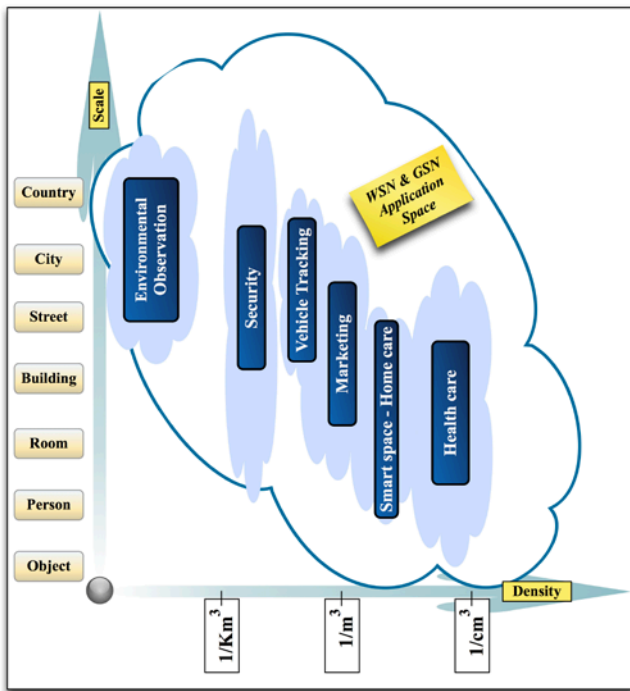 Scale
Country
City
Street
Building
Room
Person
Object
Environmental
Observation
Security
Vehicle Tracking
Marketing
Smart space - Home care
Health care
WSN & GSN
Application
Space
Density
1/Km³
1/m³
1/cm³